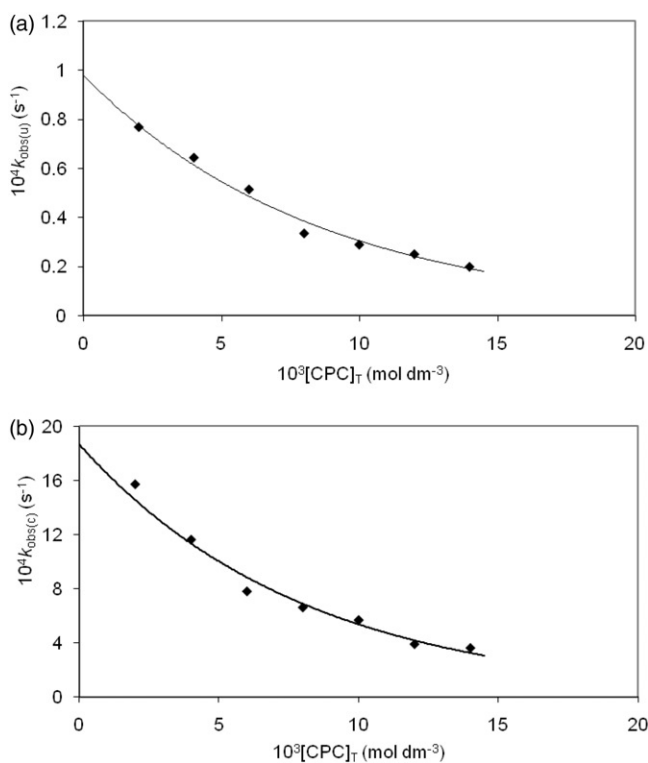 (a)
1.2
1
0.8
0.6
0.4
0.2
0
10⁴k_obs(u) (s⁻¹)
0 5 10 15 20
10³[CPC]_T (mol dm⁻³)
(b)
20
16
12
8
4
0
10⁴k_obs(c) (s⁻¹)
0 5 10 15 20
10³[CPC]_T (mol dm⁻³)